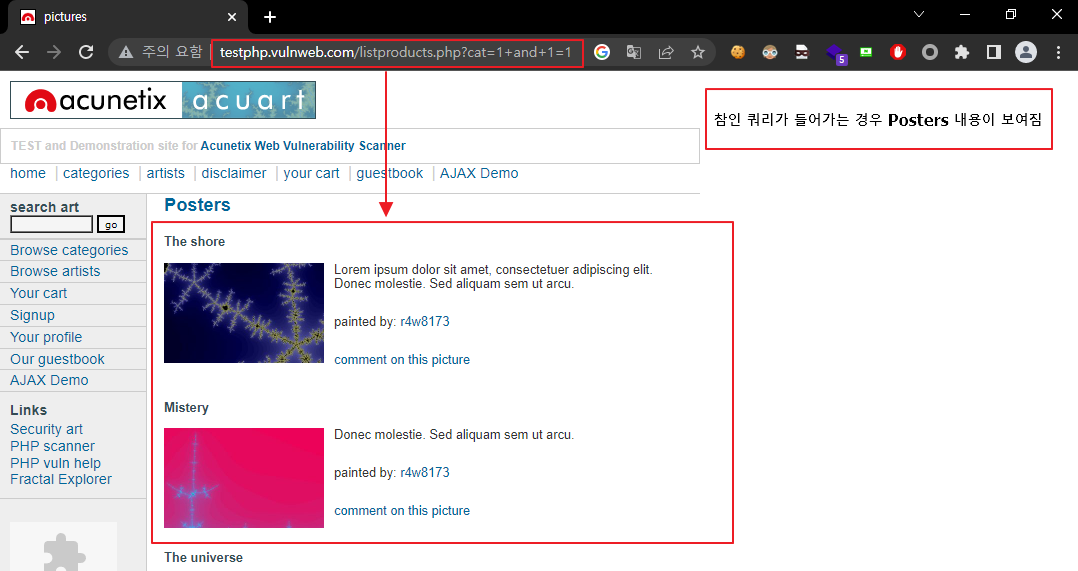 pictures
주의 요함
testphp.vulnweb.com/listproducts.php?cat=1+and+1=1
5
acunetix acuart
참인 쿼리가 들어가는 경우 Posters 내용이 보여짐
TEST and Demonstration site for Acunetix Web Vulnerability Scanner
home | categories | artists | disclaimer | your cart | guestbook | AJAX Demo
search art
go
Browse categories
Browse artists
Your cart
Signup
Your profile
Our guestbook
AJAX Demo
Links
Security art
PHP scanner
PHP vuln help
Fractal Explorer
Posters
The shore
Lorem ipsum dolor sit amet, consectetuer adipiscing elit.
Donec molestie. Sed aliquam sem ut arcu.
painted by: r4w8173
comment on this picture
Mistery
Donec molestie. Sed aliquam sem ut arcu.
painted by: r4w8173
comment on this picture
The universe